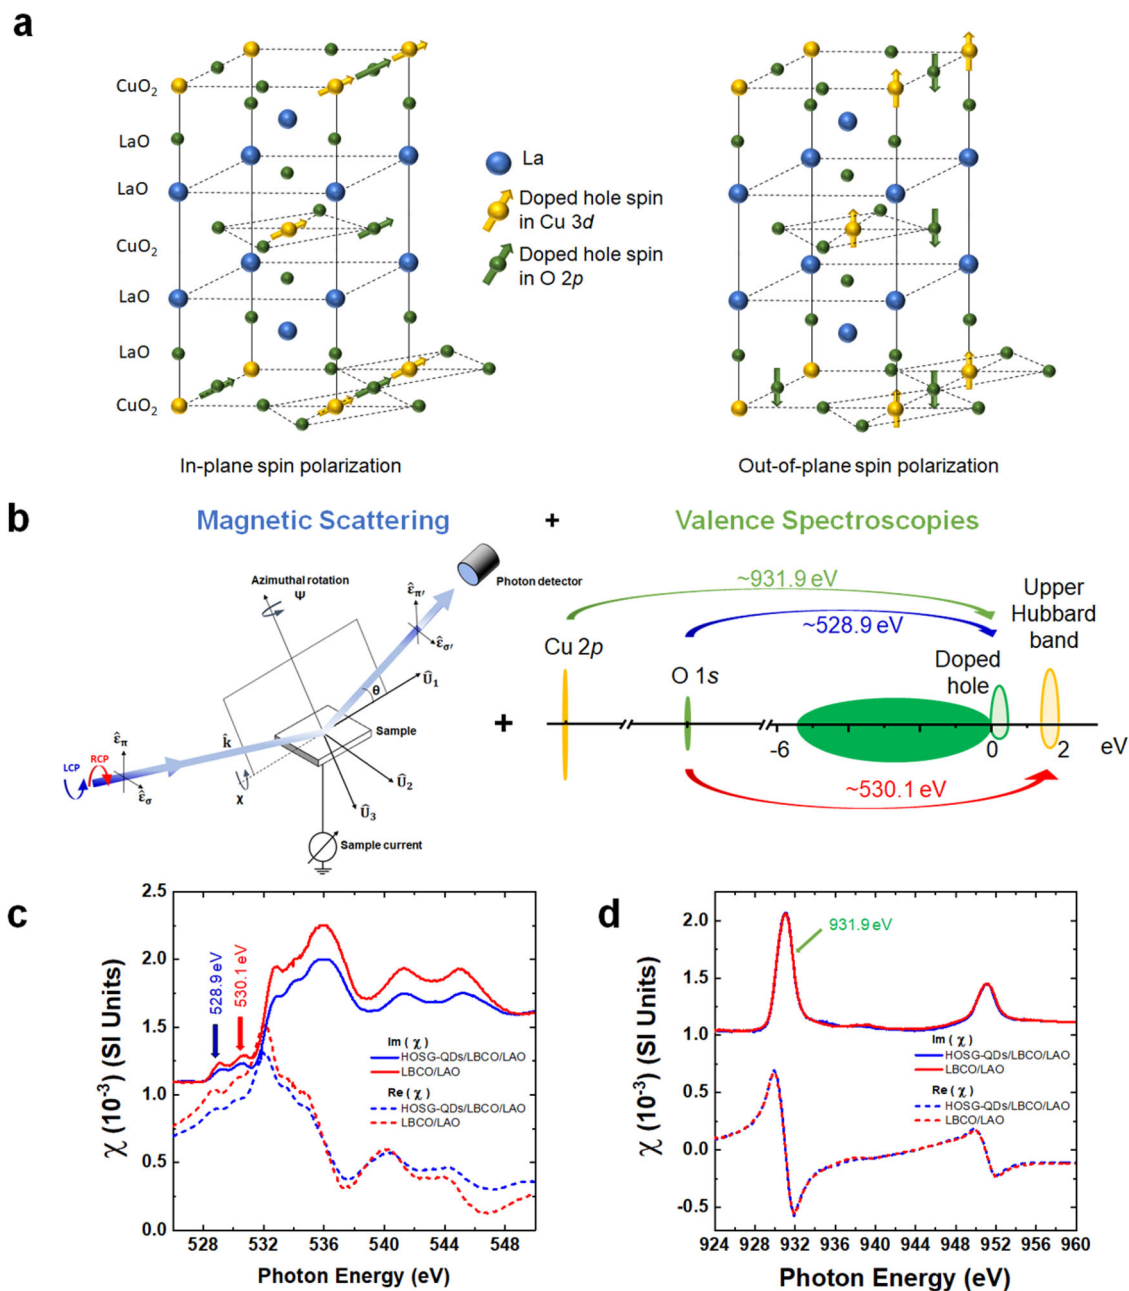 a
CuO2
LaO
LaO
CuO2
LaO
LaO
CuO2
La
Doped hole spin
in Cu 3d
Doped hole spin
in O 2p
In-plane spin polarization
Out-of-plane spin polarization
b
Magnetic Scattering + Valence Spectroscopies
Azimuthal rotation
Ψ
Photon detector
ε̂π′
ε̂σ′
Û1
θ
Sample
k̂
ε̂π
LCP
RCP
ε̂σ
χ
Û2
Û3
Sample current
+
~931.9 eV
~528.9 eV
Upper
Hubbard
band
Cu 2p
O 1s
Doped
hole
-6
0
2
eV
~530.1 eV
c
χ (10-3) (SI Units)
2.5
2.0
1.5
1.0
0.5
0.0
528.9 eV
530.1 eV
Im ( χ )
HOSG-QDs/LBCO/LAO
LBCO/LAO
Re ( χ )
HOSG-QDs/LBCO/LAO
LBCO/LAO
528 532 536 540 544 548
Photon Energy (eV)
d
χ (10-3) (SI Units)
2.0
1.0
0.0
-0.5
931.9 eV
Im ( χ )
HOSG-QDs/LBCO/LAO
LBCO/LAO
Re ( χ )
HOSG-QDs/LBCO/LAO
LBCO/LAO
924 928 932 936 940 944 948 952 956 960
Photon Energy (eV)